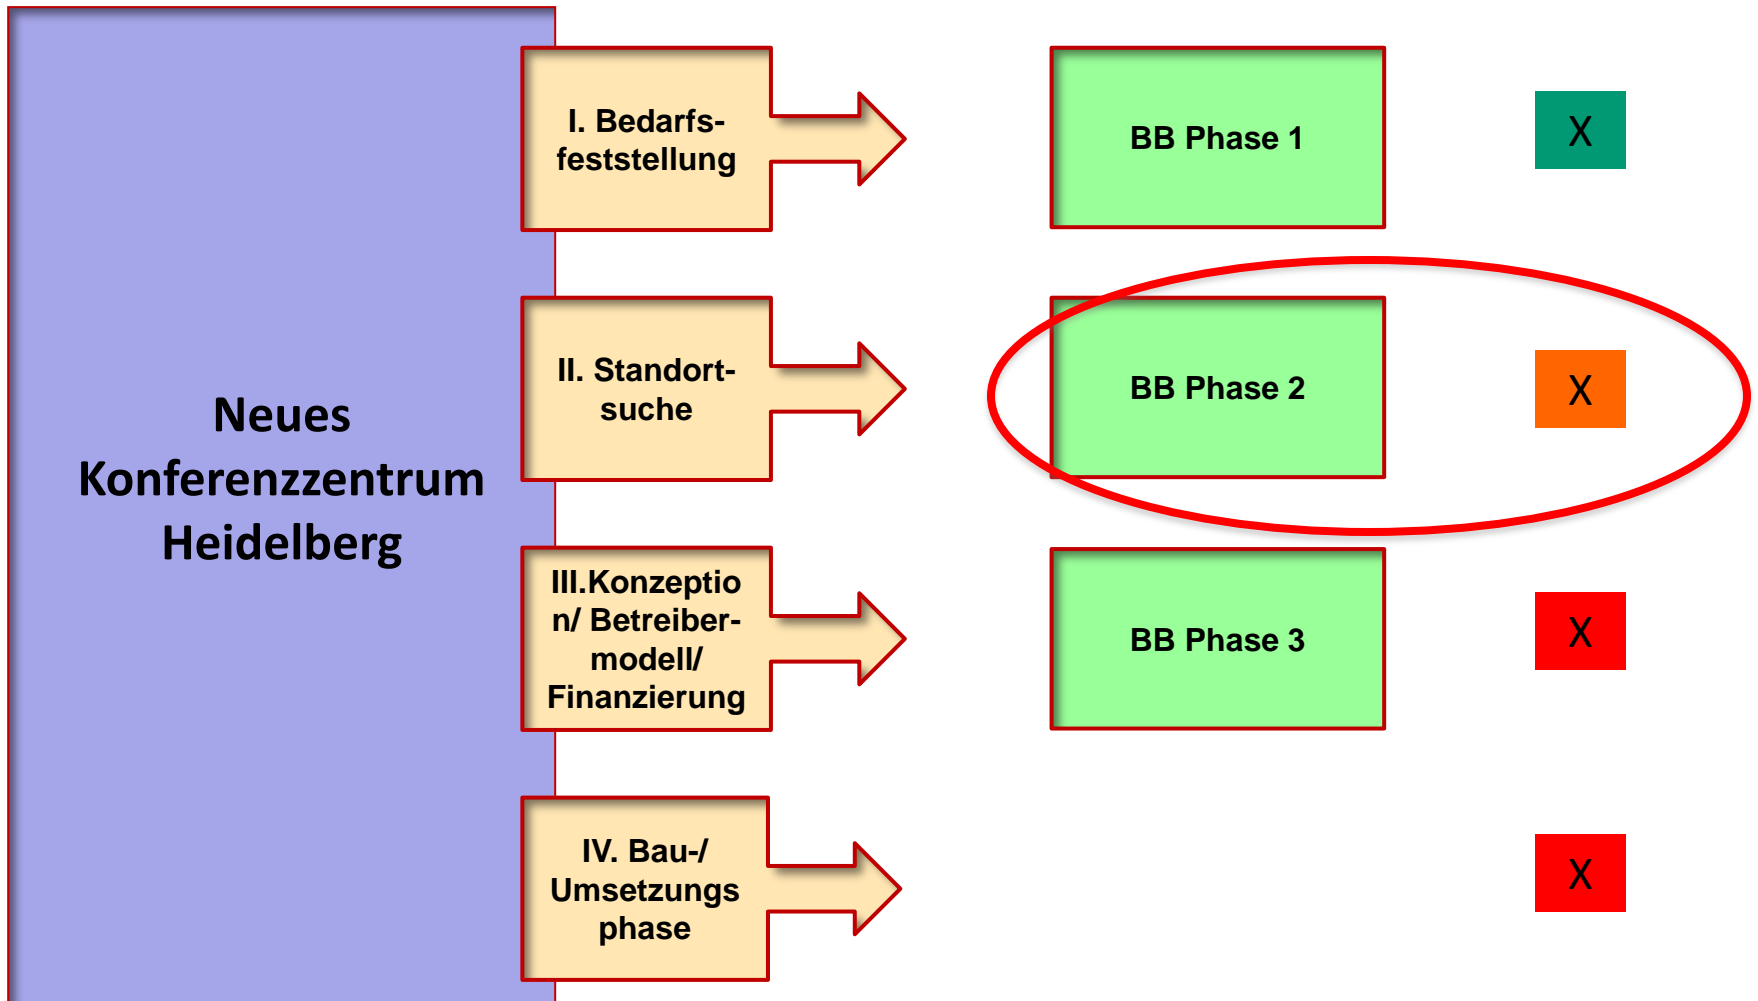 Neues
Konferenzzentrum
Heidelberg
I. Bedarfs-
feststellung
BB Phase 1
X
II. Standort-
suche
BB Phase 2
X
III.Konzeptio
n/ Betreiber-
modell/
Finanzierung
BB Phase 3
X
IV. Bau-/
Umsetzungs
phase
X